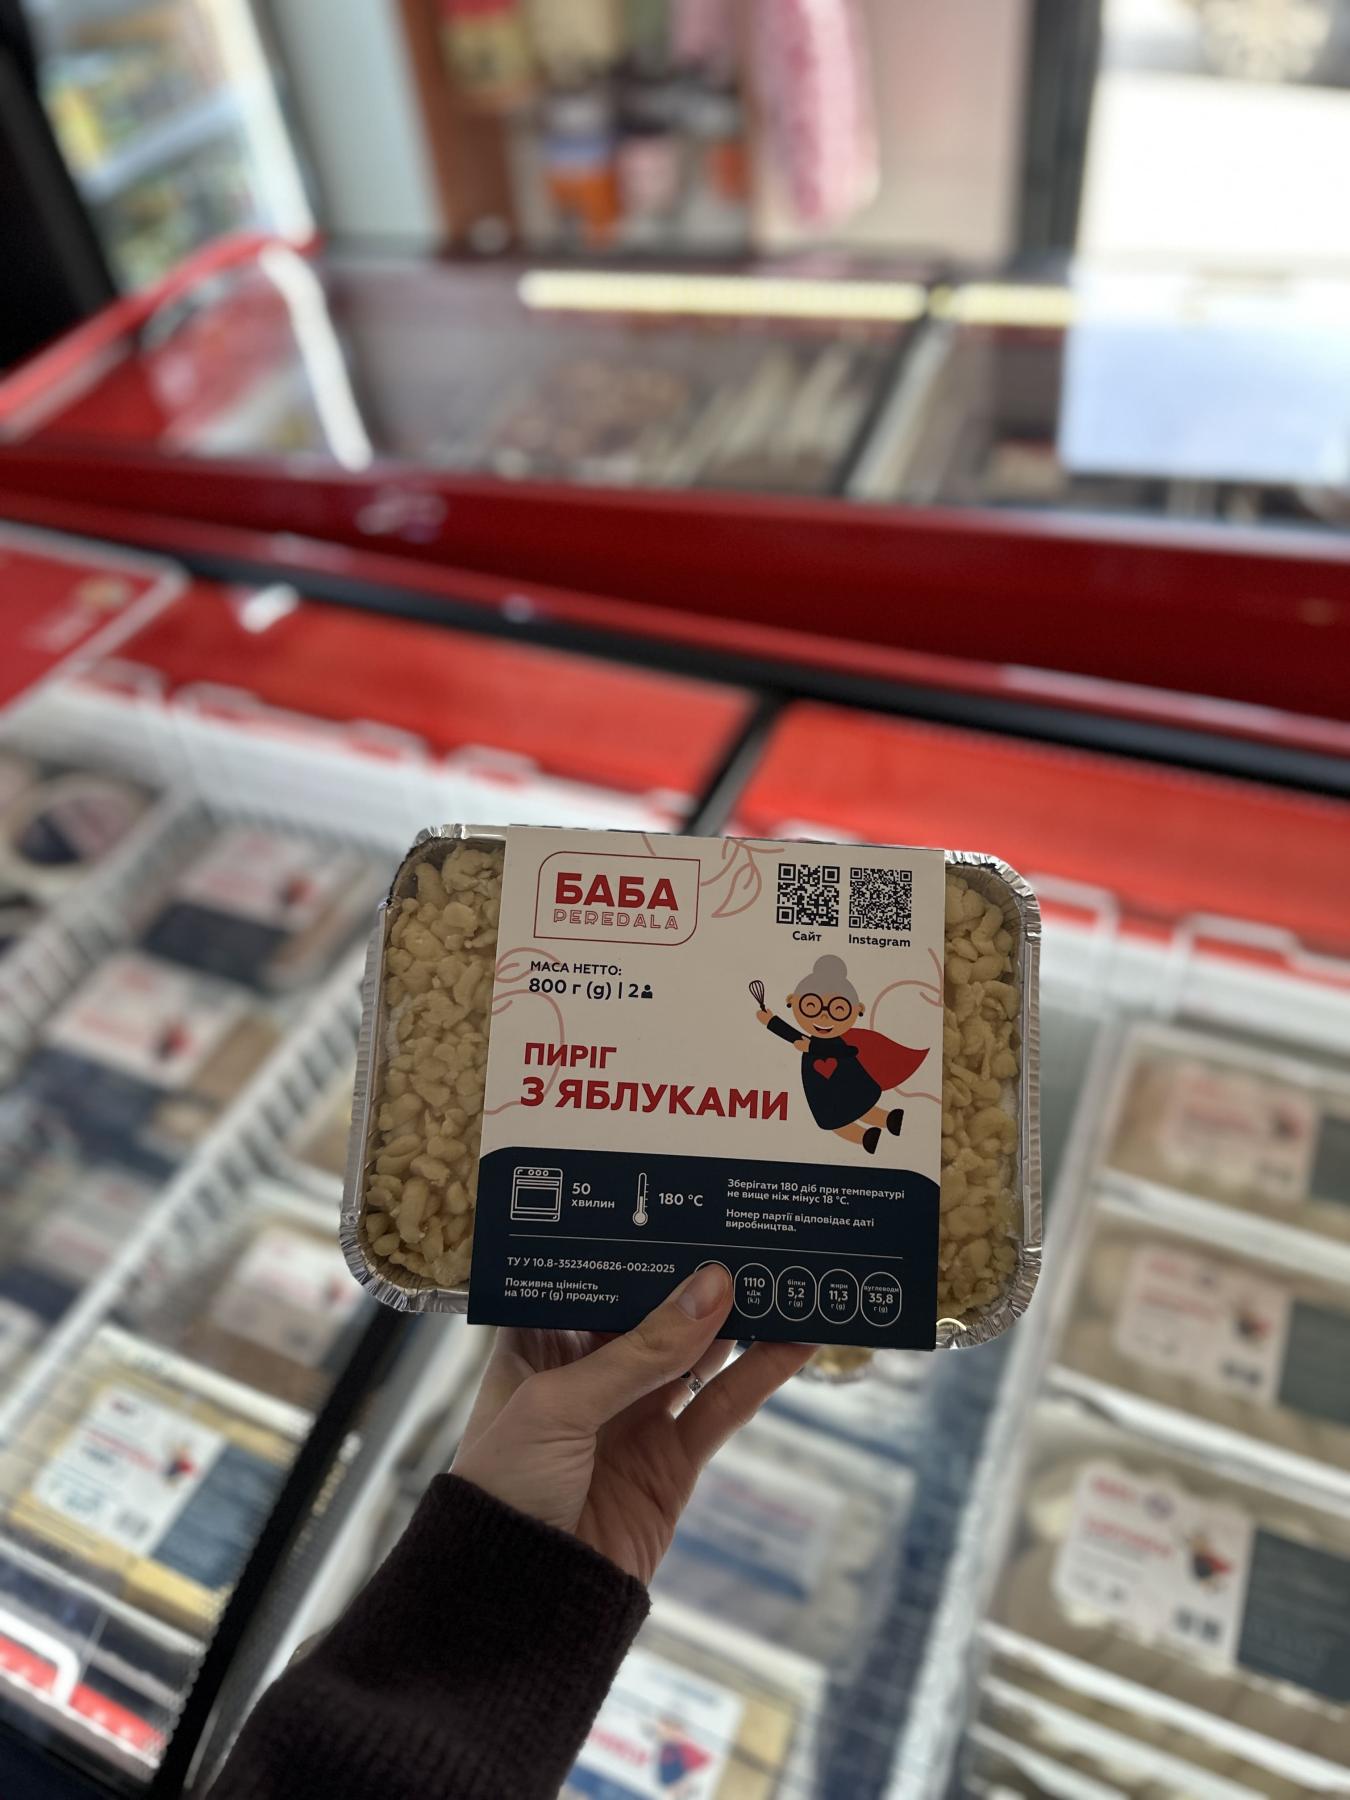 БАБА
PEREDALA
Сайт
Instagram
МАСА НЕТТО:
800 г (g) | 2
ПИРІГ
З ЯБЛУКАМИ
50
хвилин
180 °C
Зберігати 180 діб при температурі
не вище ніж мінус 18 °C.
Номер партії відповідає даті
виробництва.
ТУ У 10.8-3523406826-002:2025
Поживна цінність
на 100 г (g) продукту:
1110
кДж
(kJ)
білки
5,2
г (g)
жири
11,3
г (g)
вуглеводи
35,8
г (g)